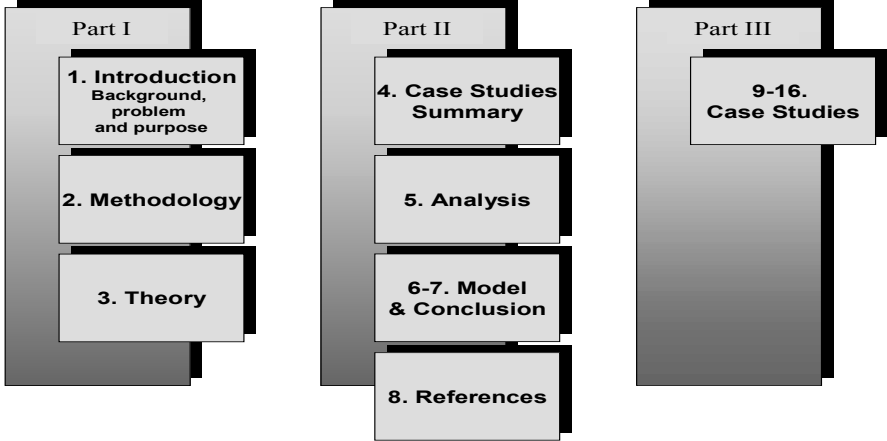 Part I
1. Introduction
Background,
problem
and purpose
2. Methodology
3. Theory
Part II
4. Case Studies
Summary
5. Analysis
6-7. Model
& Conclusion
8. References
Part III
9-16.
Case Studies